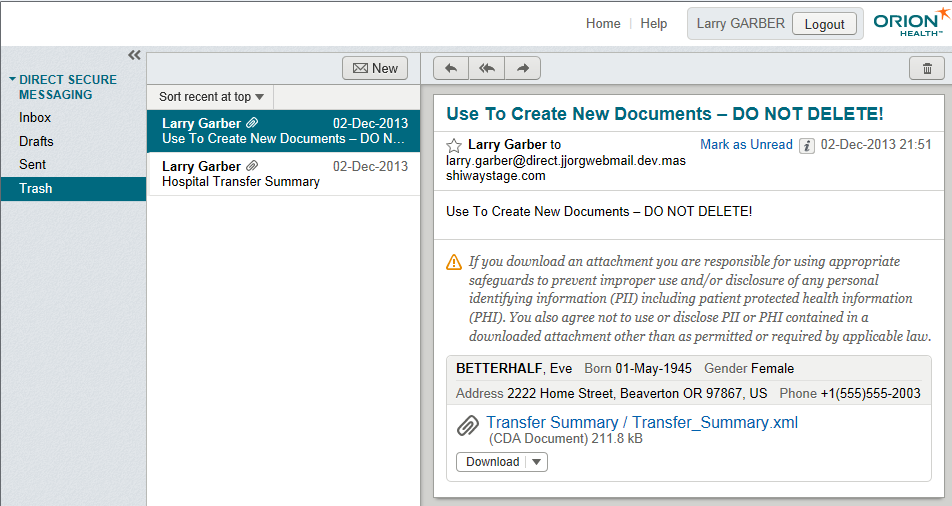 Home | Help
Larry GARBER
Logout
ORION
HEALTH™
DIRECT SECURE
MESSAGING
Inbox
Drafts
Sent
Trash
New
Sort recent at top
Larry Garber 02-Dec-2013
Use To Create New Documents – DO N...
Larry Garber 02-Dec-2013
Hospital Transfer Summary
Use To Create New Documents – DO NOT DELETE!
Larry Garber to
larry.garber@direct.jjorgwebmail.dev.mas
shiwaystage.com
Mark as Unread i 02-Dec-2013 21:51
Use To Create New Documents – DO NOT DELETE!
If you download an attachment you are responsible for using appropriate
safeguards to prevent improper use and/or disclosure of any personal
identifying information (PII) including patient protected health information
(PHI). You also agree not to use or disclose PII or PHI contained in a
downloaded attachment other than as permitted or required by applicable law.
BETTERHALF, Eve Born 01-May-1945 Gender Female
Address 2222 Home Street, Beaverton OR 97867, US Phone +1(555)555-2003
Transfer Summary / Transfer_Summary.xml
(CDA Document) 211.8 kB
Download